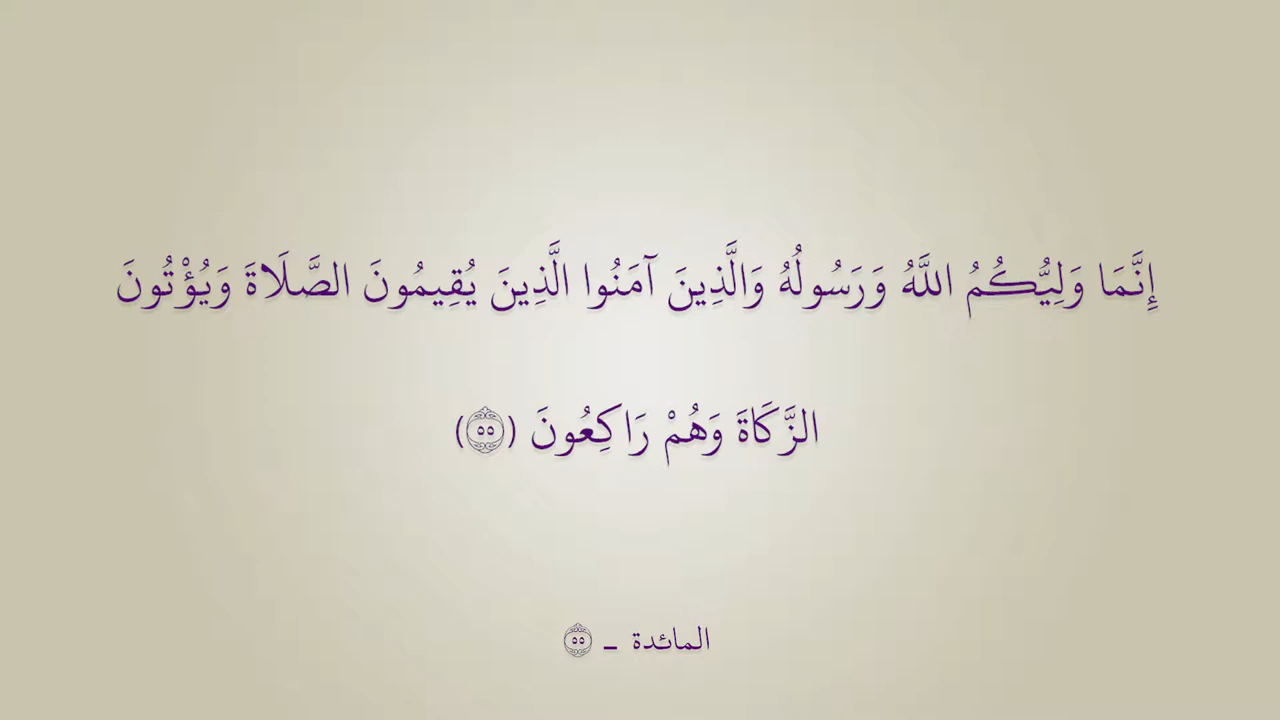 إِنَّمَا وَلِيُّكُمُ اللَّهُ وَرَسُولُهُ وَالَّذِينَ آمَنُوا الَّذِينَ يُقِيمُونَ الصَّلَاةَ وَيُؤْتُونَ
الزَّكَاةَ وَهُمْ رَاكِعُونَ (۝٥٥)
المائدة ـ ۝٥٥